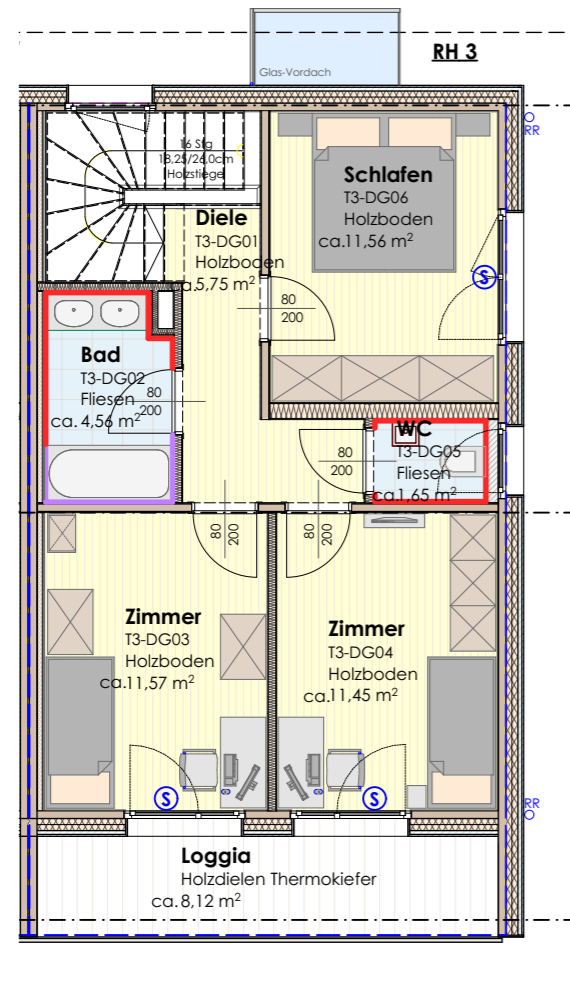 RH 3
Glas-Vordach
O
RR
16 Stg
18,25/26,0cm
Holzstiege
Schlafen
T3-DG06
Holzboden
ca.11,56 m²
Diele
T3-DG01
Holzboden
ca.5,75 m²
S
80
200
Bad
T3-DG02
Fliesen
ca. 4,56 m²
80
200
WC
T3-DG05
Fliesen
ca.1,65 m²
80
200
80
200
80
200
Zimmer
T3-DG03
Holzboden
ca.11,57 m²
Zimmer
T3-DG04
Holzboden
ca.11,45 m²
S
S
RR
O
Loggia
Holzdielen Thermokiefer
ca.8,12 m²